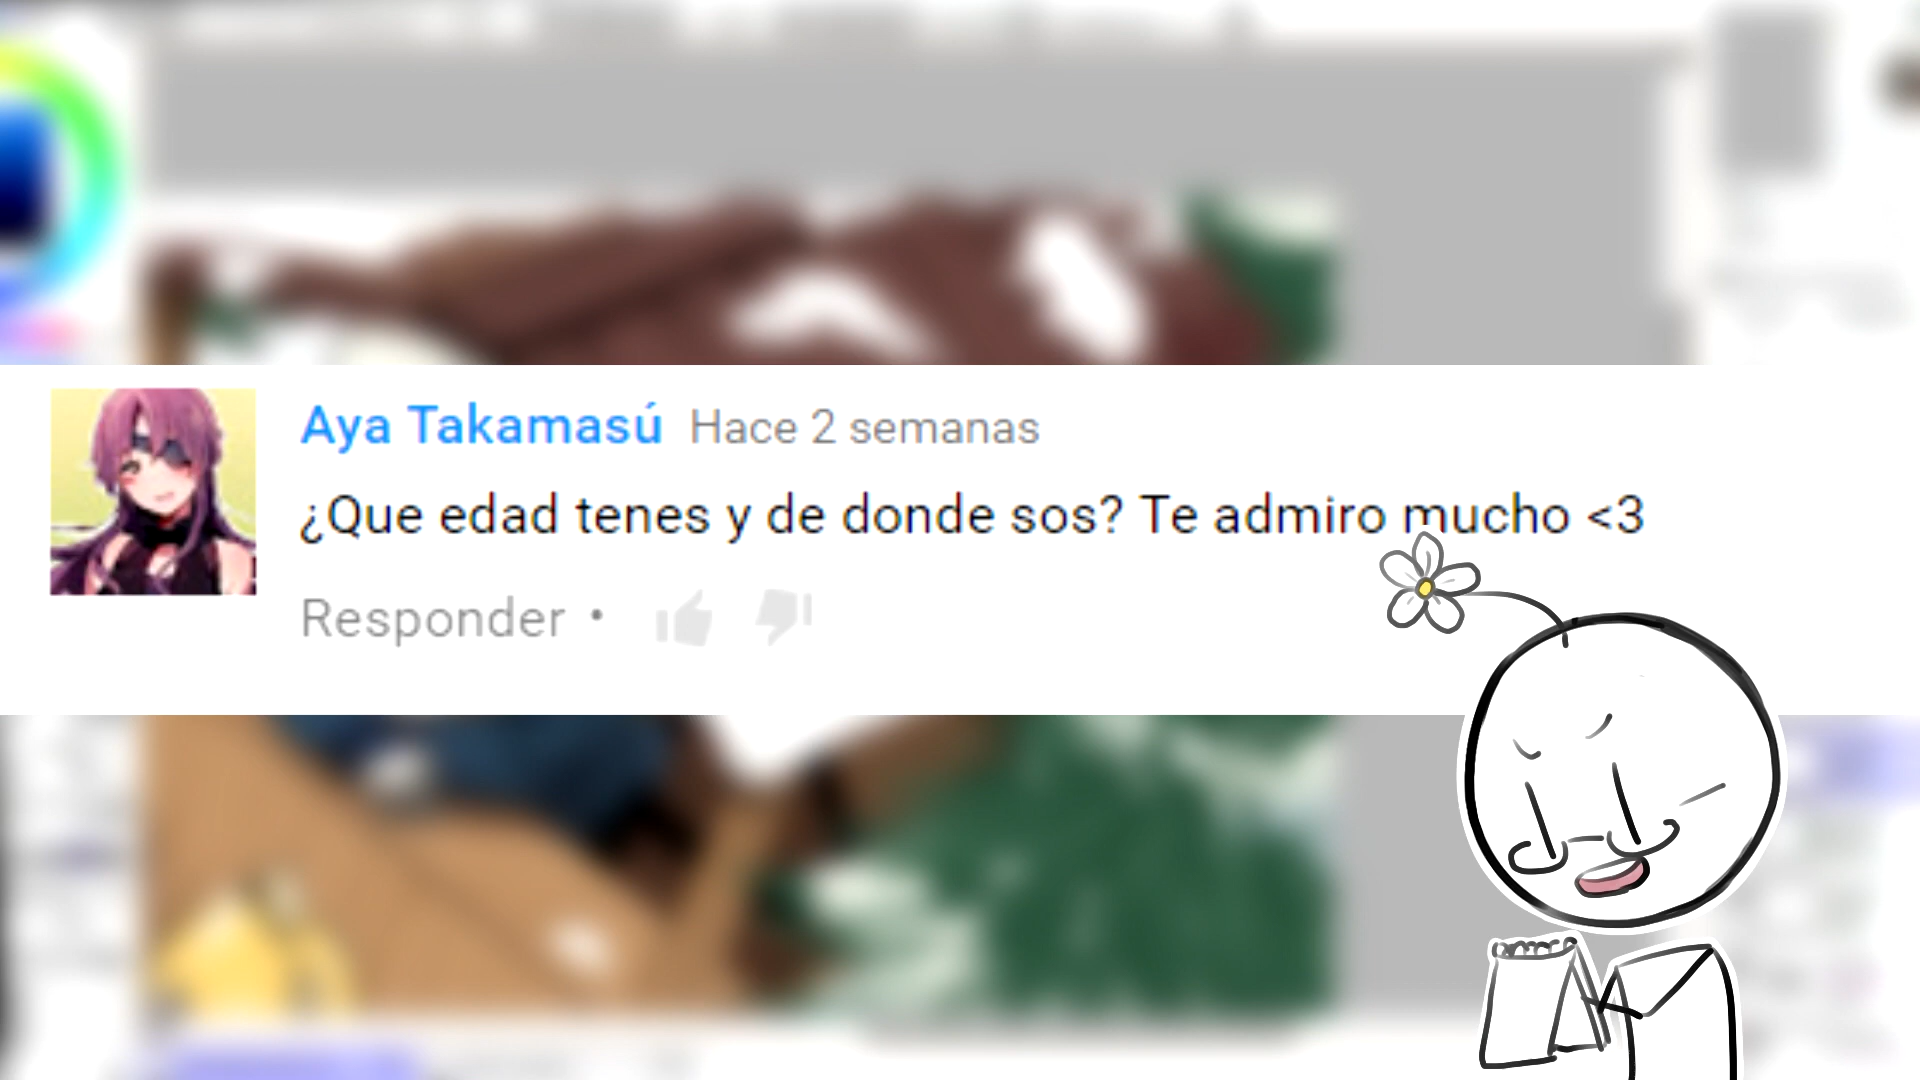 Aya Takamasú Hace 2 semanas
¿Que edad tenes y de donde sos? Te admiro mucho <3
Responder •